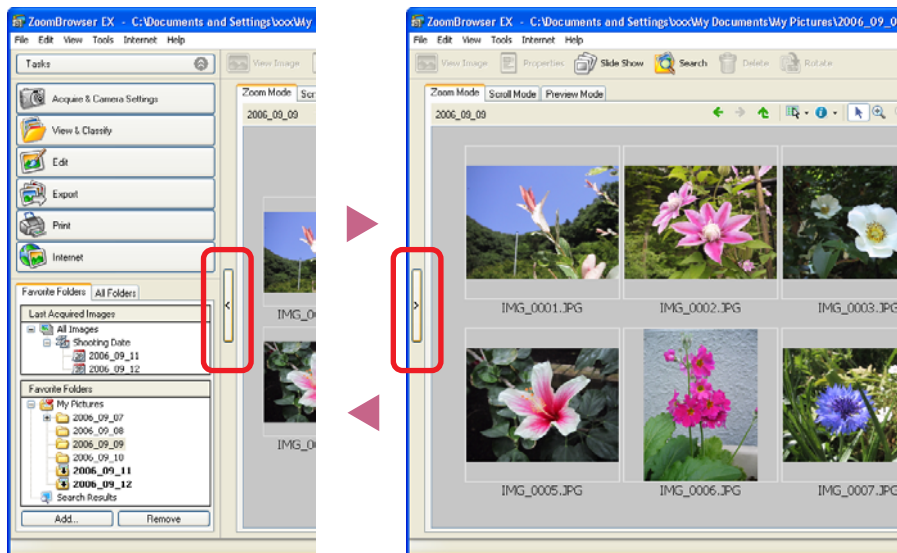 ZoomBrowser EX - C:\Documents and Settings\xxx\My
File Edit View Tools Internet Help
Tasks
View Image
Acquire & Camera Settings
View & Classify
Edit
Export
Print
Internet
Zoom Mode Scr
2006_09_09
Favorite Folders All Folders
Last Acquired Images
All Images
Shooting Date
2006_09_11
2006_09_12
Favorite Folders
My Pictures
2006_09_07
2006_09_08
2006_09_09
2006_09_10
2006_09_11
2006_09_12
Search Results
Add... Remove
<
IMG_0
IMG_0
ZoomBrowser EX - C:\Documents and Settings\xxx\My Documents\My Pictures\2006_09_0
File Edit View Tools Internet Help
View Image Properties Slide Show Search Delete Rotate
Zoom Mode Scroll Mode Preview Mode
2006_09_09
>
IMG_0001.JPG IMG_0002.JPG IMG_0003.JPG
IMG_0005.JPG IMG_0006.JPG IMG_0007.JPG